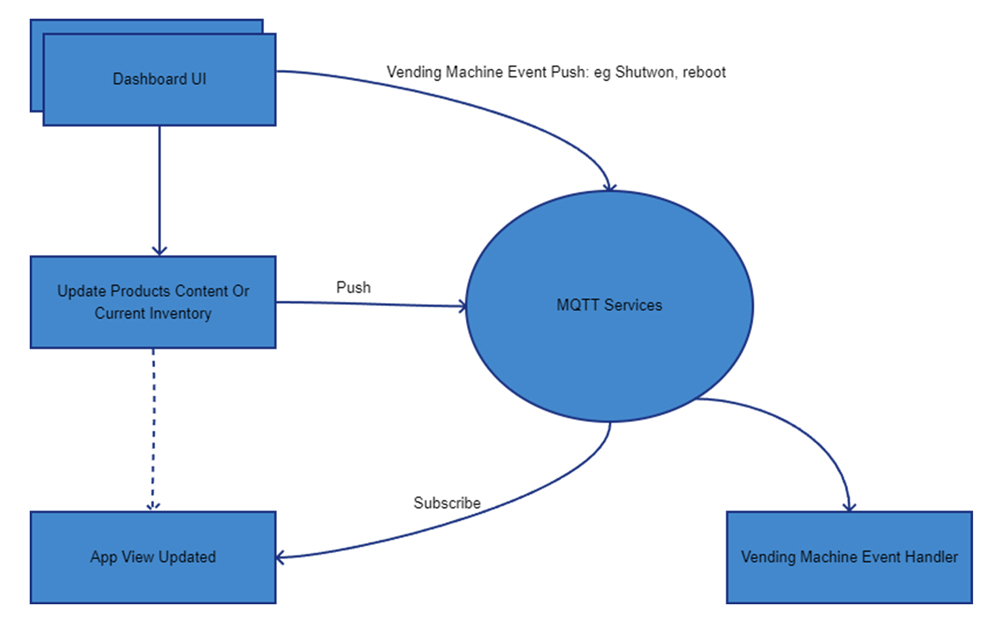 Dashboard UI
Vending Machine Event Push: eg Shutwon, reboot
Update Products Content Or
Current Inventory
Push
MQTT Services
Subscribe
App View Updated
Vending Machine Event Handler